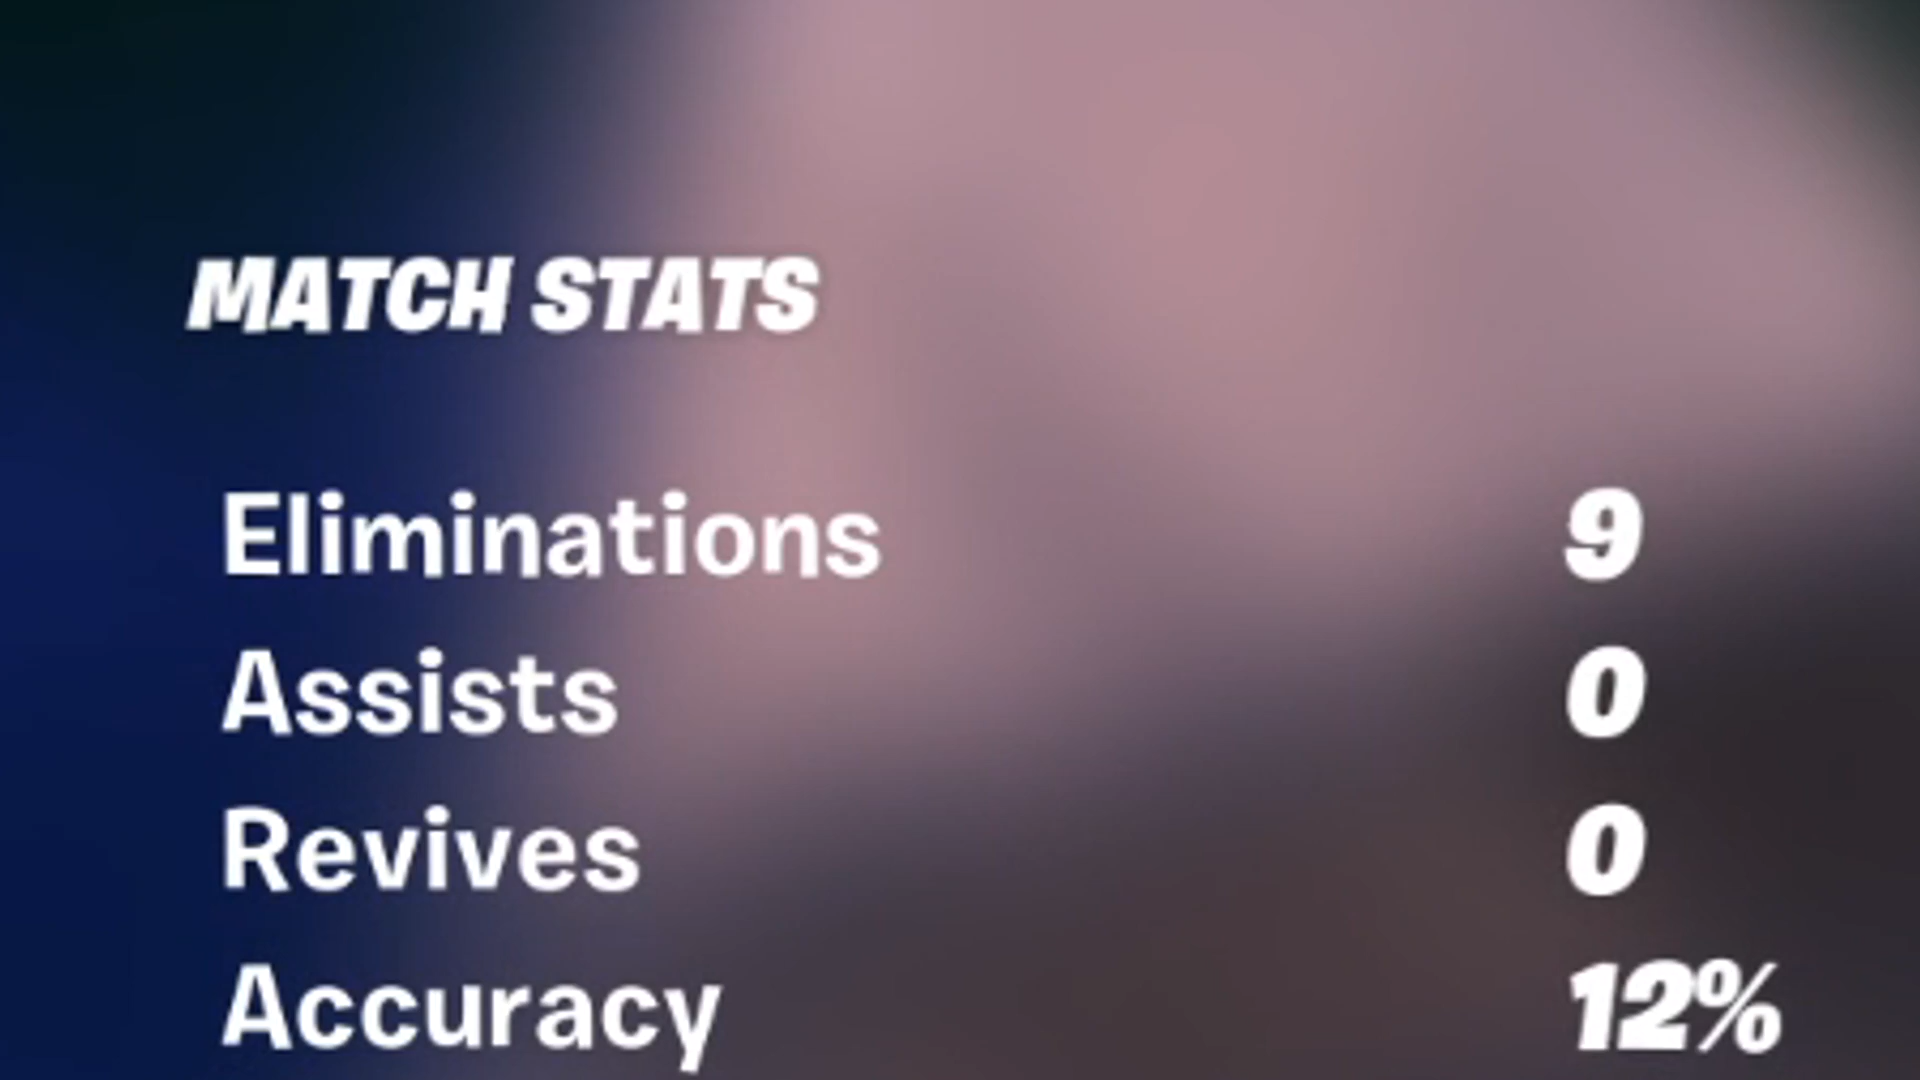 MATCH STATS
Eliminations 9
Assists 0
Revives 0
Accuracy 12%